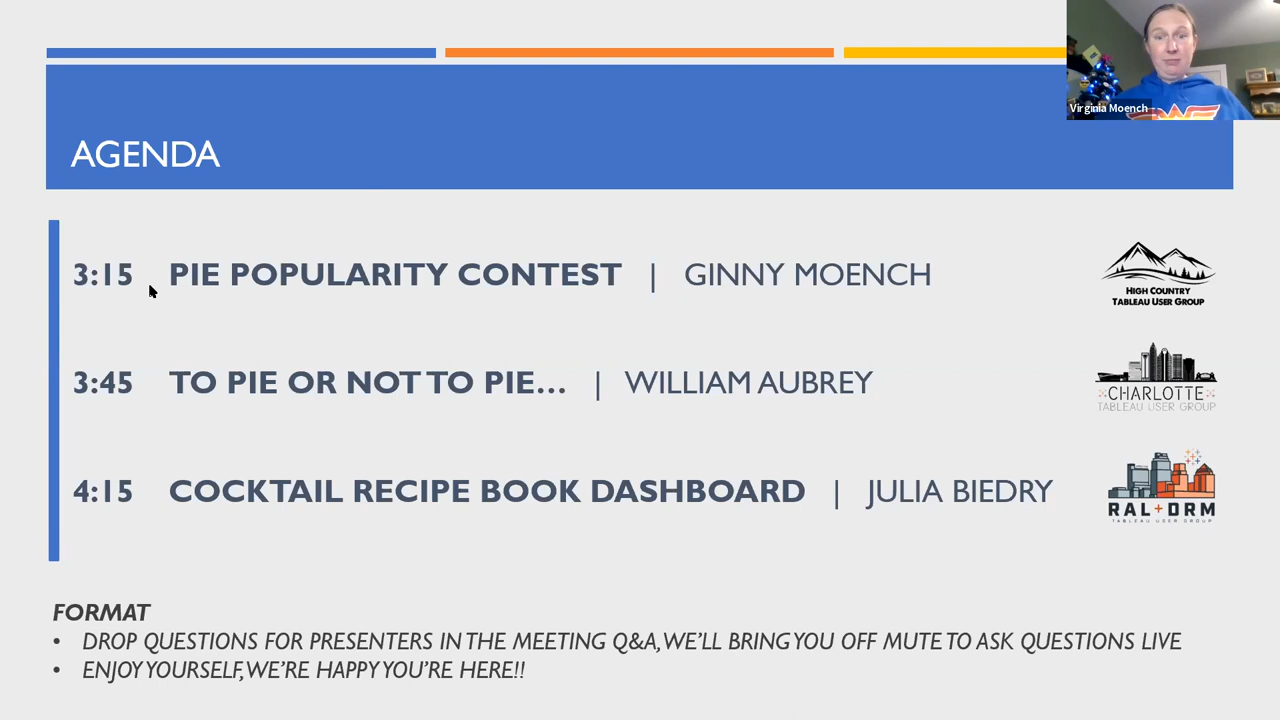 Virginia Moench
AGENDA
3:15 PIE POPULARITY CONTEST | GINNY MOENCH
HIGH COUNTRY
TABLEAU USER GROUP
3:45 TO PIE OR NOT TO PIE... | WILLIAM AUBREY
CHARLOTTE
TABLEAU USER GROUP
4:15 COCKTAIL RECIPE BOOK DASHBOARD | JULIA BIEDRY
RAL+DRM
TABLEAU USER GROUP
FORMAT
• DROP QUESTIONS FOR PRESENTERS IN THE MEETING Q&A, WE'LL BRING YOU OFF MUTE TO ASK QUESTIONS LIVE
• ENJOY YOURSELF, WE'RE HAPPY YOU'RE HERE!!